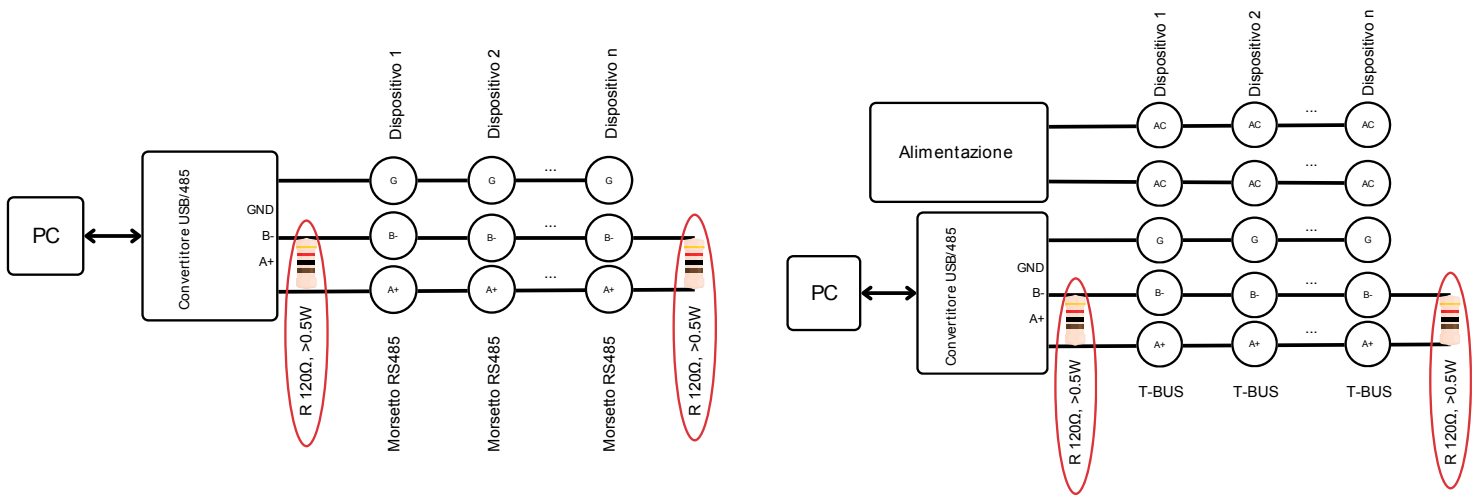 Dispositivo 1
Dispositivo 2
Dispositivo n
PC
Convertitore USB/485
GND
B-
A+
G
G
...
G
B-
B-
...
B-
A+
A+
...
A+
R 120Ω, >0.5W
Morsetto RS485
Morsetto RS485
Morsetto RS485
R 120Ω, >0.5W
Dispositivo 1
Dispositivo 2
Dispositivo n
Alimentazione
AC
AC
...
AC
AC
AC
...
AC
PC
Convertitore USB/485
GND
B-
A+
G
G
...
G
B-
B-
...
B-
A+
A+
...
A+
R 120Ω, >0.5W
T-BUS
T-BUS
T-BUS
R 120Ω, >0.5W